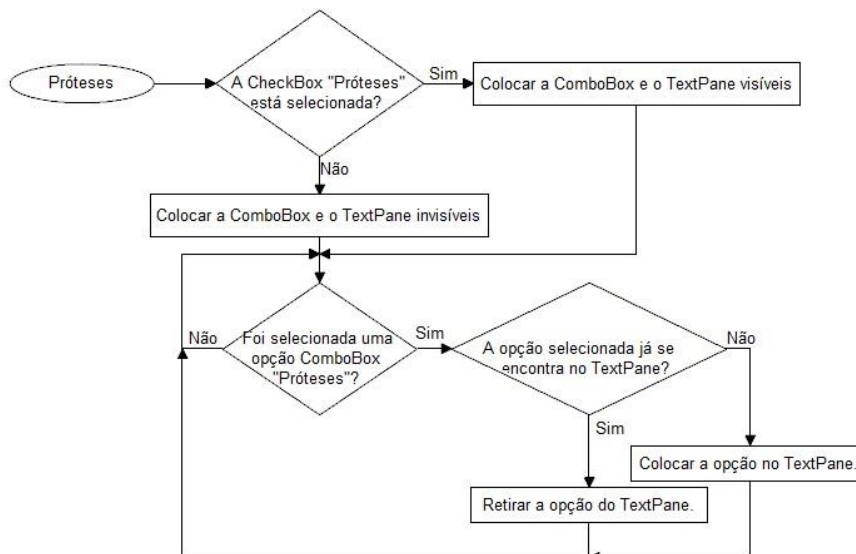 Próteses
A CheckBox "Próteses"
está selecionada?
Sim
Colocar a ComboBox e o TextPane visíveis
Não
Colocar a ComboBox e o TextPane invisíveis
Não
Foi selecionada uma
opção ComboBox
"Próteses"?
Sim
A opção selecionada já se
encontra no TextPane?
Não
Sim
Colocar a opção no TextPane.
Retirar a opção do TextPane.